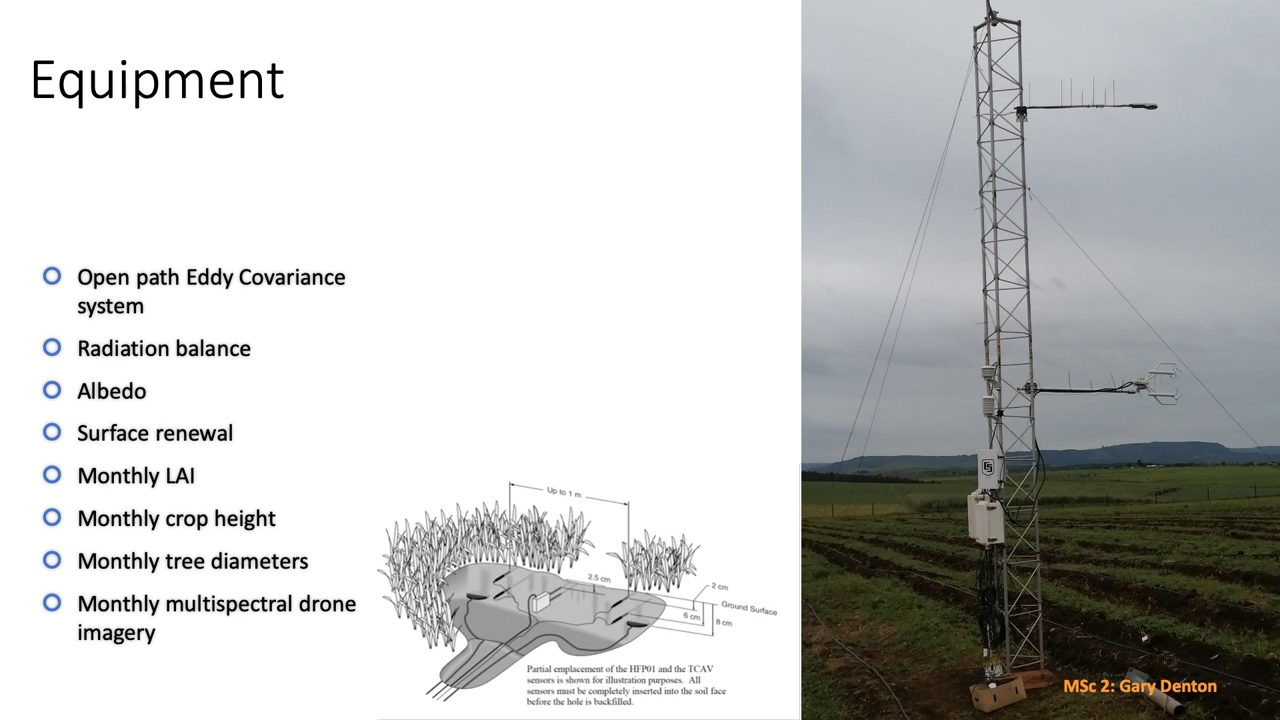 Equipment
Open path Eddy Covariance
system
Radiation balance
Albedo
Surface renewal
Monthly LAI
Monthly crop height
Monthly tree diameters
Monthly multispectral drone
imagery
Up to 1 m
2.5 cm
2 cm
Ground Surface
6 cm
8 cm
Partial emplacement of the HFP01 and the TCAV
sensors is shown for illustration purposes. All
sensors must be completely inserted into the soil face
before the hole is backfilled.
MSc 2: Gary Denton